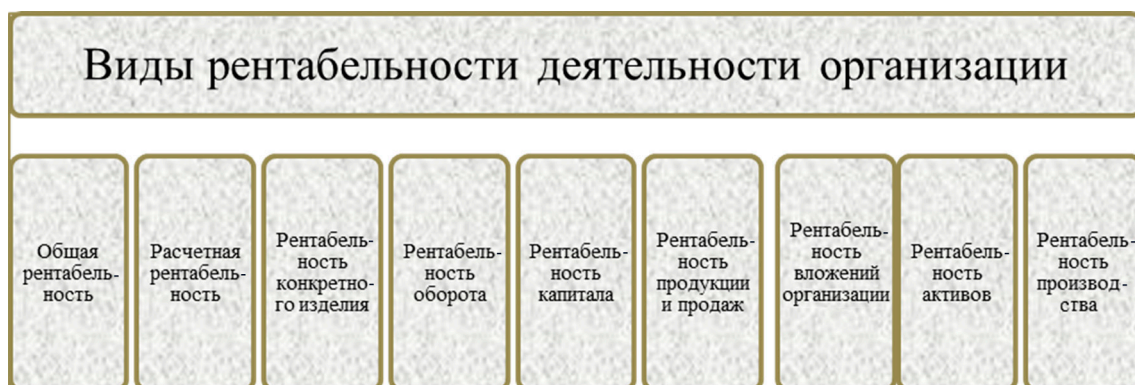 Виды рентабельности деятельности организации
Общая
рентабель-
ность
Расчетная
рентабель-
ность
Рентабель-
ность
конкретно-
го изделия
Рентабель-
ность
оборота
Рентабель-
ность
капитала
Рентабель-
ность
продукции
и продаж
Рентабель-
ность
вложений
организации
Рентабель-
ность
активов
Рентабель-
ность
производ-
ства